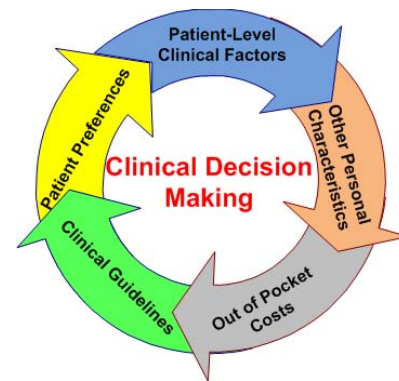 Patient-Level
Clinical Factors
Other Personal
Characteristics
Out of Pocket
Costs
Clinical Guidelines
Patient Preferences
Clinical Decision
Making